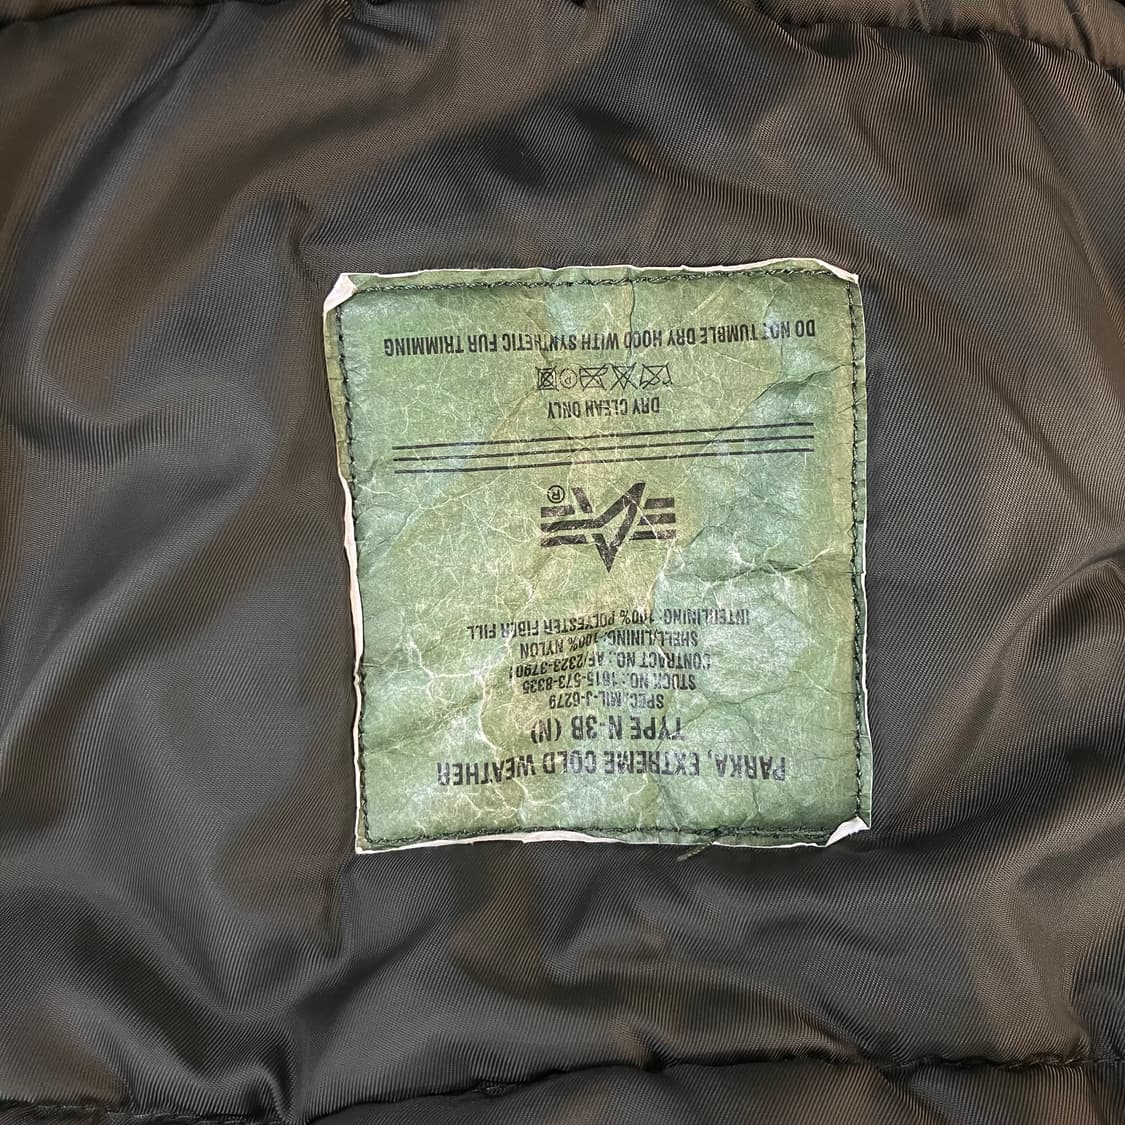 PARKA, EXTREME COLD WEATHER
TYPE N-3B (N)
SPEC. MIL-J-6279
STOCK NO.: 1615-573-8335
CONTRACT NO.: AF/2323-3790 I
SHELL/LINING: 100% NYLON
INTERLINING: 100% POLYESTER FIBER FILL
®
DRY CLEAN ONLY
P
DO NOT TUMBLE DRY HOOD WITH SYNTHETIC FUR TRIMMING